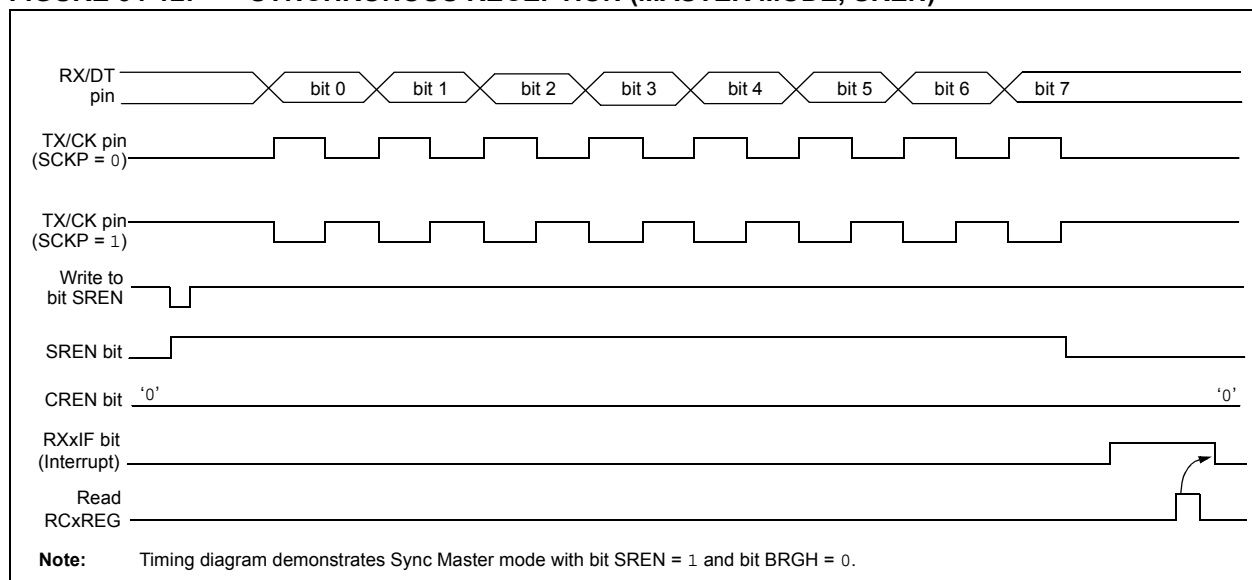 RX/DT
pin
bit 0 bit 1 bit 2 bit 3 bit 4 bit 5 bit 6 bit 7
TX/CK pin
(SCKP = 0)
TX/CK pin
(SCKP = 1)
Write to
bit SREN
SREN bit
CREN bit ‘0’ ‘0’
RXxIF bit
(Interrupt)
Read
RCxREG
Note: Timing diagram demonstrates Sync Master mode with bit SREN = 1 and bit BRGH = 0.